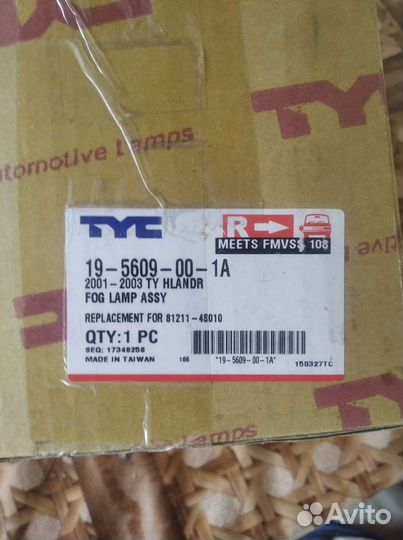 TYC
utomotive Lamps
TYC
R
MEETS FMVSS 108
19-5609-00-1A
2001-2003 TY HLANDR
FOG LAMP ASSY
REPLACEMENT FOR 81211-48010
QTY:1 PC
SEQ: 17349258
MADE IN TAIWAN
166
"19-5609-00-1A"
150327TC
Lamps
Avito